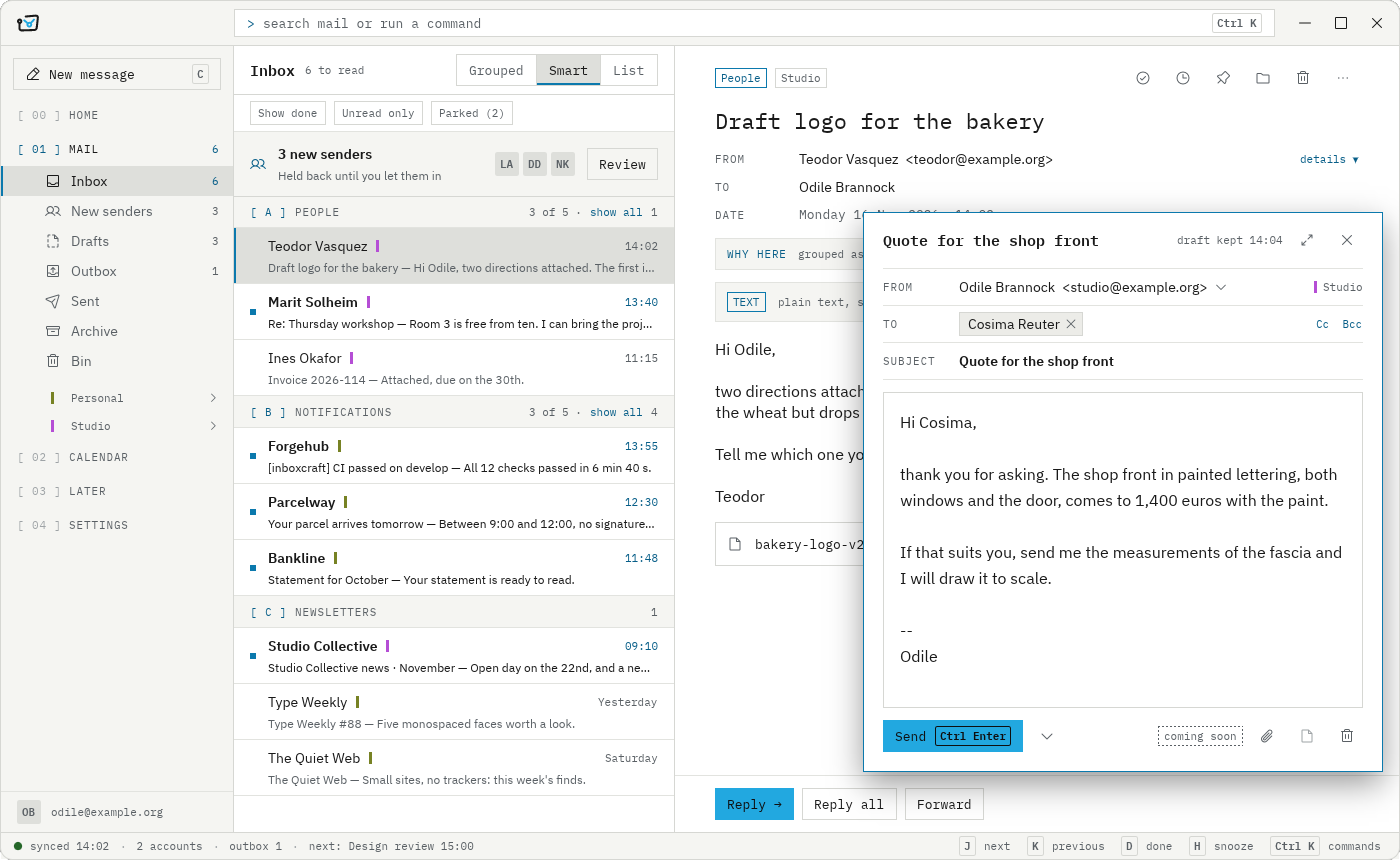 > search mail or run a command Ctrl K
New message C
[ 00 ] HOME
[ 01 ] MAIL 6
Inbox 6
New senders 3
Drafts 3
Outbox 1
Sent
Archive
Bin
Personal
Studio
[ 02 ] CALENDAR
[ 03 ] LATER
[ 04 ] SETTINGS
OB odile@example.org
Inbox 6 to read Grouped Smart List
Show done Unread only Parked (2)
3 new senders
Held back until you let them in
LA DD NK Review
[ A ] PEOPLE 3 of 5 · show all 1
Teodor Vasquez 14:02
Draft logo for the bakery — Hi Odile, two directions attached. The first i…
Marit Solheim 13:40
Re: Thursday workshop — Room 3 is free from ten. I can bring the proj…
Ines Okafor 11:15
Invoice 2026-114 — Attached, due on the 30th.
[ B ] NOTIFICATIONS 3 of 5 · show all 4
Forgehub 13:55
[inboxcraft] CI passed on develop — All 12 checks passed in 6 min 40 s.
Parcelway 12:30
Your parcel arrives tomorrow — Between 9:00 and 12:00, no signature…
Bankline 11:48
Statement for October — Your statement is ready to read.
[ C ] NEWSLETTERS 1
Studio Collective 09:10
Studio Collective news · November — Open day on the 22nd, and a ne…
Type Weekly Yesterday
Type Weekly #88 — Five monospaced faces worth a look.
The Quiet Web Saturday
The Quiet Web — Small sites, no trackers: this week's finds.
People Studio
Draft logo for the bakery
FROM Teodor Vasquez <teodor@example.org> details ▾
TO Odile Brannock
DATE Monday
WHY HERE grouped as
TEXT plain text, s
Hi Odile,
two directions attach
the wheat but drops
Tell me which one yo
Teodor
bakery-logo-v2
Reply → Reply all Forward
Quote for the shop front draft kept 14:04
FROM Odile Brannock <studio@example.org> Studio
TO Cosima Reuter Cc Bcc
SUBJECT Quote for the shop front
Hi Cosima,
thank you for asking. The shop front in painted lettering, both
windows and the door, comes to 1,400 euros with the paint.
If that suits you, send me the measurements of the fascia and
I will draw it to scale.
--
Odile
Send Ctrl Enter coming soon
synced 14:02 · 2 accounts · outbox 1 · next: Design review 15:00
J next K previous D done H snooze Ctrl K commands